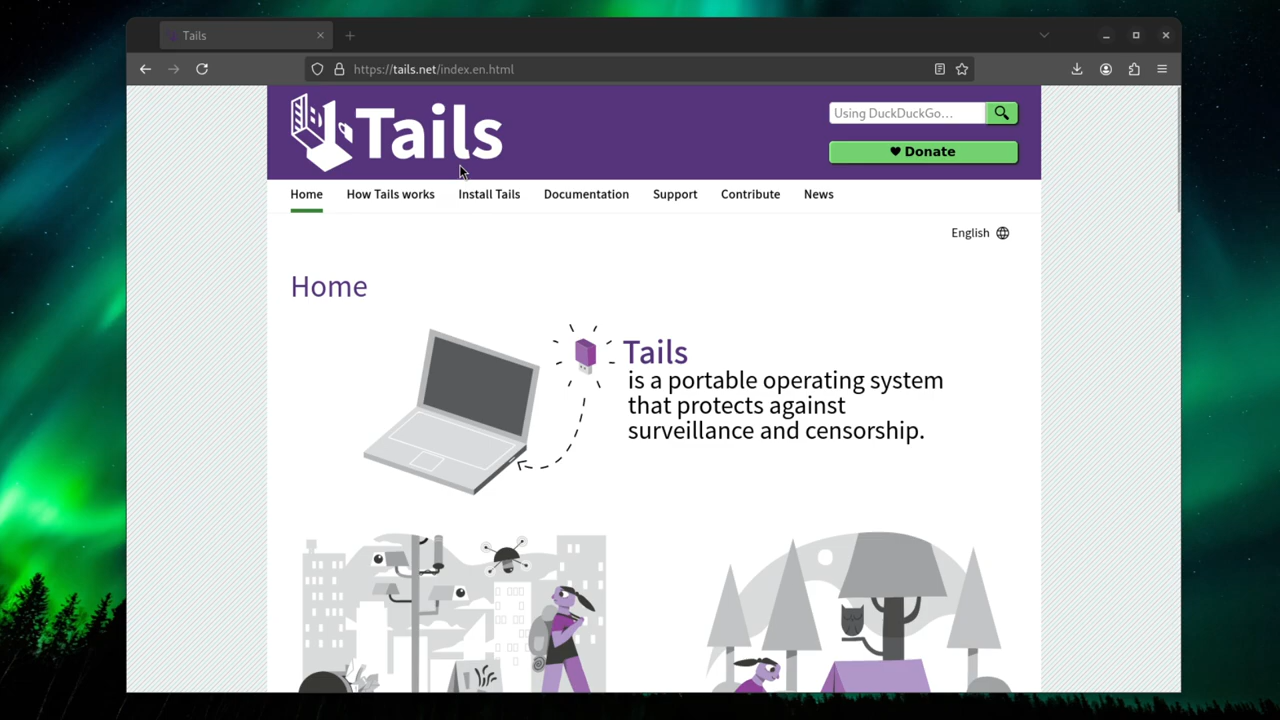 Tails
https://tails.net/index.en.html
Tails
Using DuckDuckGo...
Donate
Home How Tails works Install Tails Documentation Support Contribute News
English
Home
Tails
is a portable operating system
that protects against
surveillance and censorship.